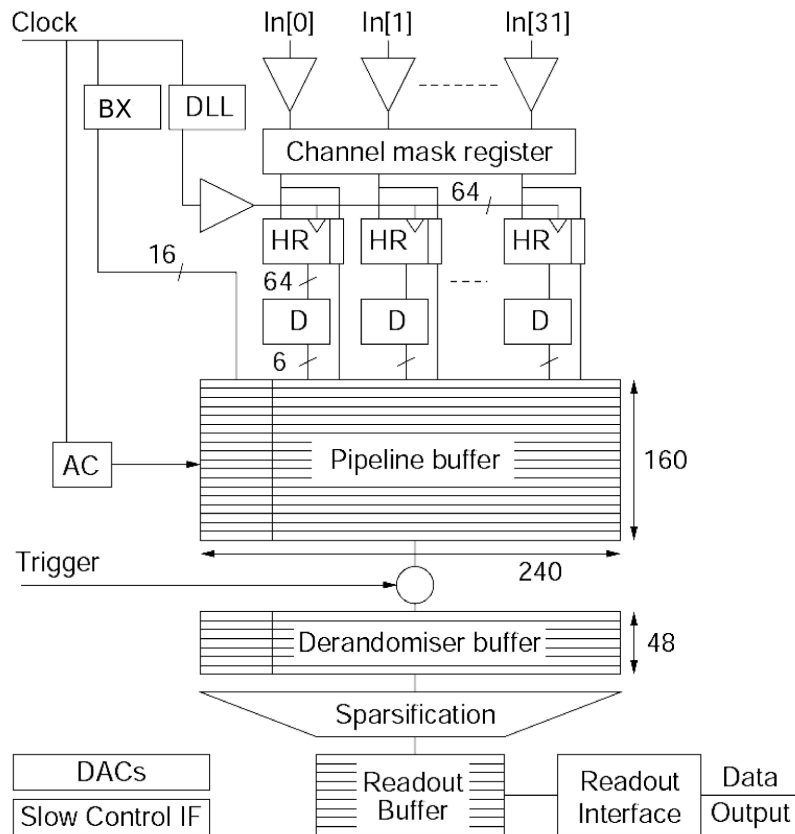 Clock
In[0] In[1] In[31]
BX DLL
Channel mask register
64
HR HR HR
16
64
D D D
6
Pipeline buffer
160
AC
240
Trigger
Derandomiser buffer
48
Sparsification
DACs
Slow Control IF
Readout
Buffer
Readout
Interface
Data
Output